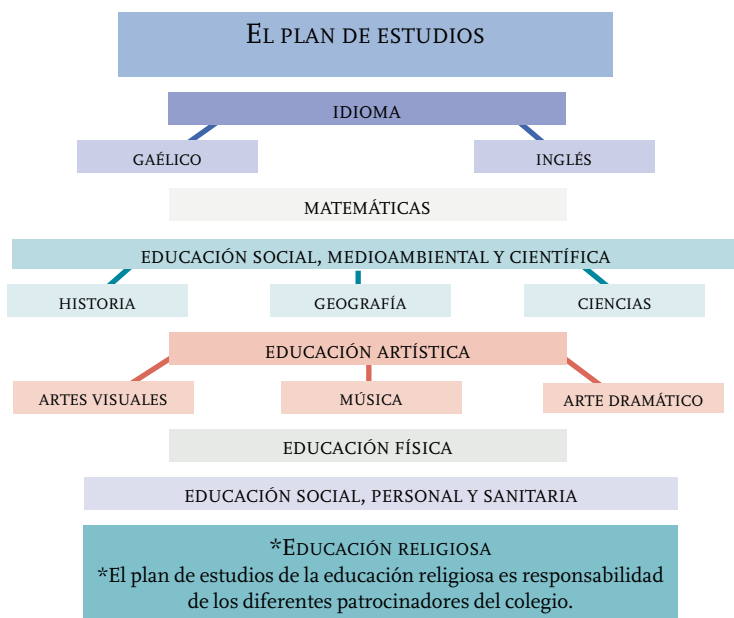 EL PLAN DE ESTUDIOS
IDIOMA
GAÉLICO
INGLÉS
MATEMÁTICAS
EDUCACIÓN SOCIAL, MEDIOAMBIENTAL Y CIENTÍFICA
HISTORIA
GEOGRAFÍA
CIENCIAS
EDUCACIÓN ARTÍSTICA
ARTES VISUALES
MÚSICA
ARTE DRAMÁTICO
EDUCACIÓN FÍSICA
EDUCACIÓN SOCIAL, PERSONAL Y SANITARIA
*EDUCACIÓN RELIGIOSA
*El plan de estudios de la educación religiosa es responsabilidad
de los diferentes patrocinadores del colegio.